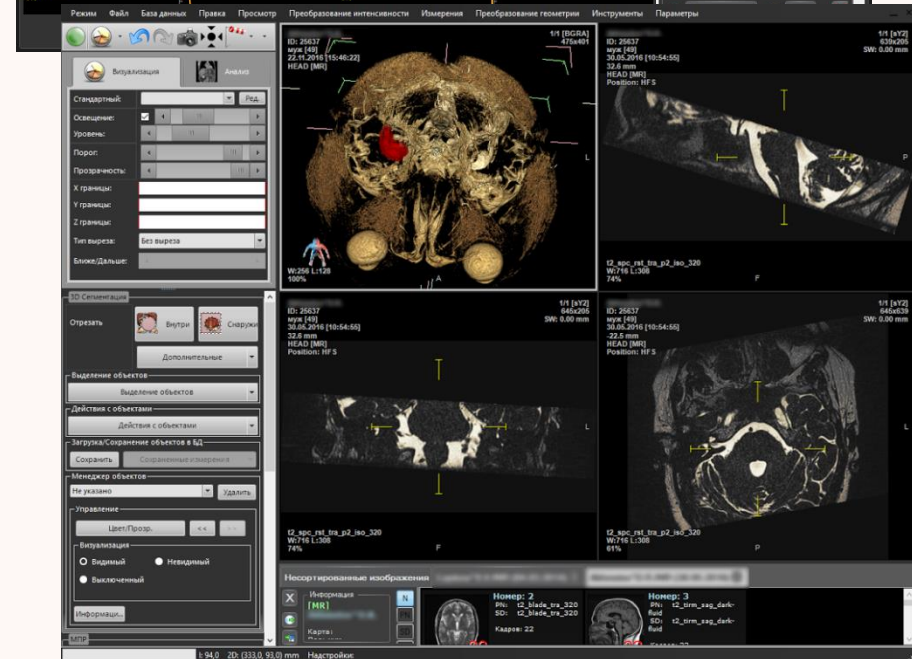 Режим Файл База данных Правка Просмотр Преобразование интенсивности Измерения Преобразование геометрии Инструменты Параметры
Визуализация Анализ
Стандартный: Ред.
Освещение:
Уровень:
Порог:
Прозрачность:
X границы:
Y границы:
Z границы:
Тип выреза: Без выреза
Ближе/Дальше:
3D Сегментация
Отрезать Внутри Снаружи
Дополнительные
Выделение объектов
Выделение объектов
Действия с объектами
Действия с объектами
Загрузка/Сохранение объектов в БД
Сохранить Сохраненные измерения
Менеджер объектов
Не указано Удалить
Управление
Цвет/Прозр. << >>
Визуализация
Видимый Невидимый
Выключенный
Информаци...
МПР
ID: 25637
муж [49]
22.11.2016 [15:46:22]
HEAD [MR]
1/1 [BGRA]
475x401
L
W:256 L:128
100%
A
ID: 25637
муж [49]
30.05.2016 [10:54:55]
32.6 mm
HEAD [MR]
Position: HFS
1/1 [sY2]
639x205
SW: 0.00 mm
P
t2_spc_rst_tra_p2_iso_320
W:716 L:308
74%
F
ID: 25637
муж [49]
30.05.2016 [10:54:55]
32.6 mm
HEAD [MR]
Position: HFS
1/1 [sY2]
645x205
SW: 0.00 mm
L
t2_spc_rst_tra_p2_iso_320
W:716 L:308
74%
F
ID: 25637
муж [49]
30.05.2016 [10:54:55]
-22.5 mm
HEAD [MR]
Position: HFS
1/1 [sY2]
645x639
SW: 0.00 mm
L
t2_spc_rst_tra_p2_iso_320
W:716 L:308
61%
P
Несортированные изображения
X Информация N
[MR]
PN
Карта:
SD
Номер: 2
PN: t2_blade_tra_320
SD: t2_blade_tra_320
Кадров: 22
Номер: 3
PN: t2_tirm_sag_dark-
fluid
SD: t2_tirm_sag_dark-
fluid
I: 94,0 2D: (333,0, 93,0) mm Надстройки: